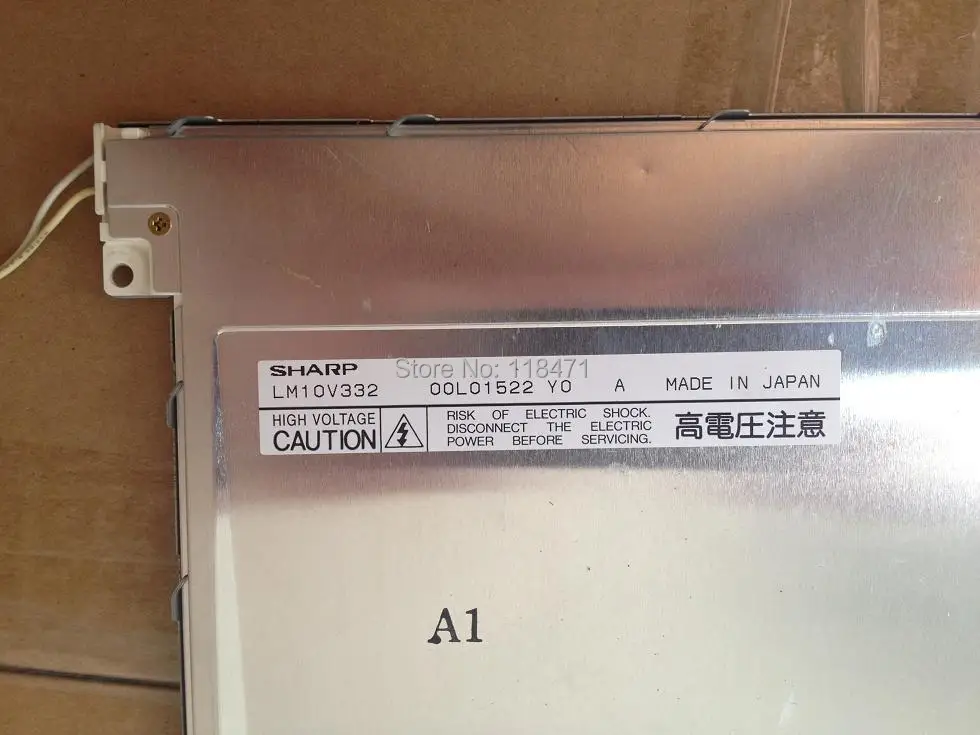 Store No: 118471
SHARP
LM10V332 00L01522 Y0 A MADE IN JAPAN
HIGH VOLTAGE
CAUTION
RISK OF ELECTRIC SHOCK.
DISCONNECT THE ELECTRIC
POWER BEFORE SERVICING.
高電圧注意
A1